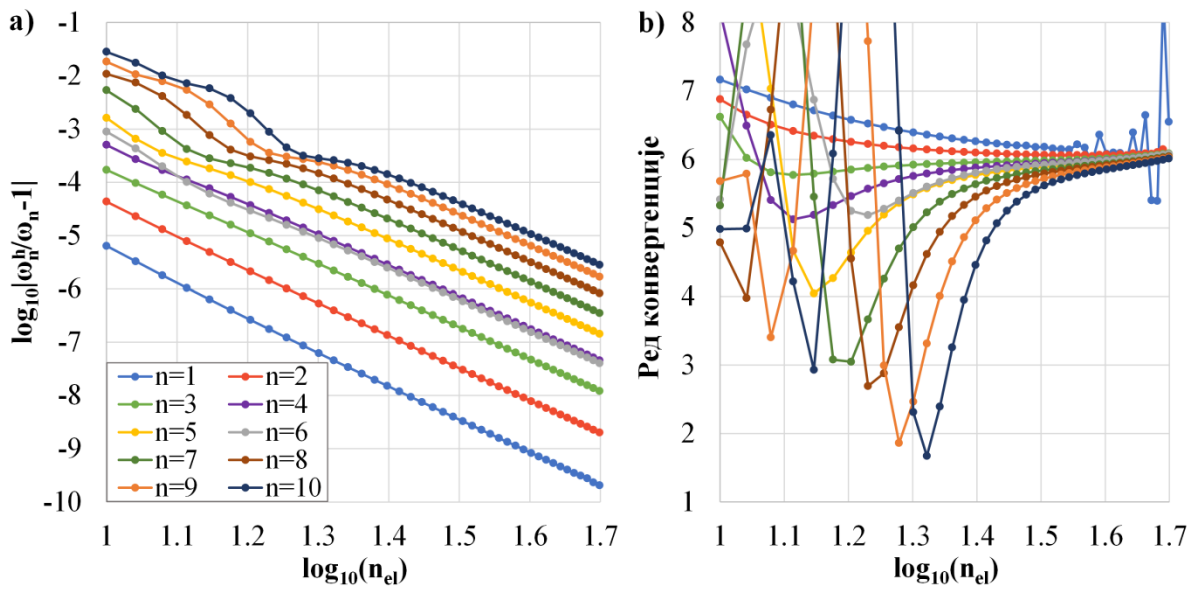 a)
log₁₀|ωₙʰ/ωₙ-1|
-1
-2
-3
-4
-5
-6
-7
-8
-9
-10
n=1 n=2
n=3 n=4
n=5 n=6
n=7 n=8
n=9 n=10
1 1.1 1.2 1.3 1.4 1.5 1.6 1.7
log₁₀(nₑₗ)
b)
Ред конвергенције
8
7
6
5
4
3
2
1
1 1.1 1.2 1.3 1.4 1.5 1.6 1.7
log₁₀(nₑₗ)